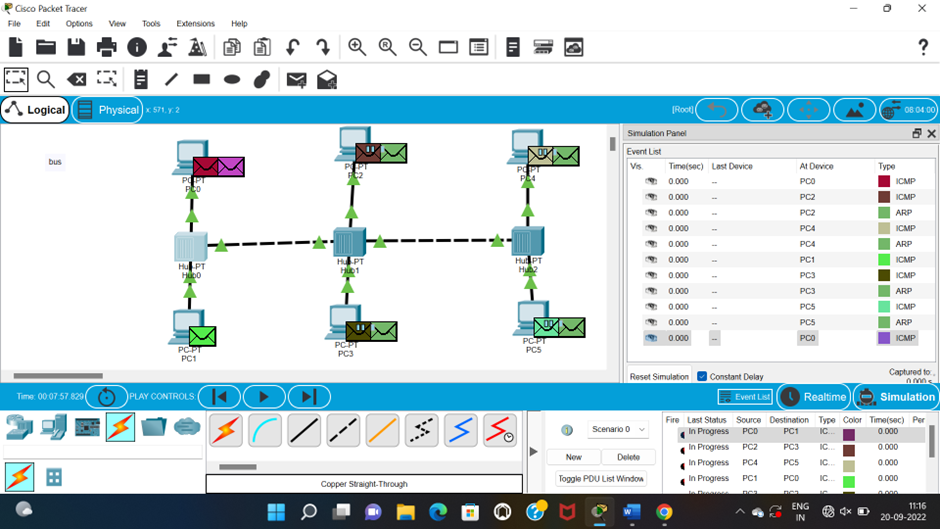 Cisco Packet Tracer
File Edit Options View Tools Extensions Help
Logical Physical x: 571, y: 2 [Root] 08:04:00
bus
PC-PT
PC0
PC-PT
PC2
PC-PT
PC4
Hub-PT
Hub0
Hub-PT
Hub1
Hub-PT
Hub2
PC-PT
PC1
PC-PT
PC3
PC-PT
PC5
Simulation Panel
Event List
Vis. Time(sec) Last Device At Device Type
0.000 -- PC0 ICMP
0.000 -- PC2 ICMP
0.000 -- PC2 ARP
0.000 -- PC4 ICMP
0.000 -- PC4 ARP
0.000 -- PC1 ICMP
0.000 -- PC3 ICMP
0.000 -- PC3 ARP
0.000 -- PC5 ICMP
0.000 -- PC5 ARP
0.000 -- PC0 ICMP
Reset Simulation Constant Delay Captured to:
0.000 s
Time: 00:07:57.829 PLAY CONTROLS: Event List Realtime Simulation
Scenario 0
New Delete
Toggle PDU List Window
Copper Straight-Through
Fire Last Status Source Destination Type Color Time(sec) Per
In Progress PC0 PC1 IC... 0.000
In Progress PC2 PC3 IC... 0.000
In Progress PC4 PC5 IC... 0.000
In Progress PC1 PC0 IC... 0.000
In Progress PC3 PC2 IC... 0.000
ENG
IN
11:16
20-09-2022